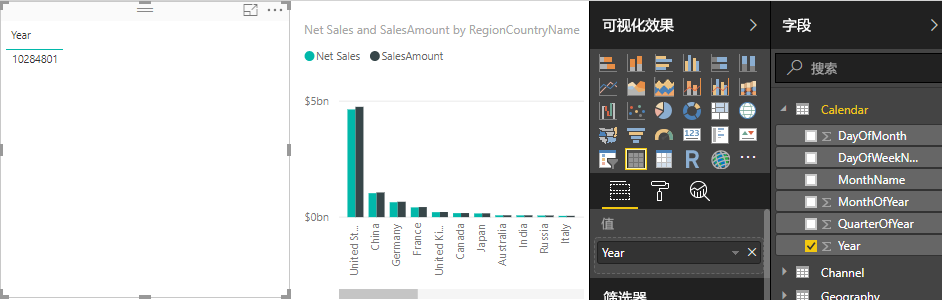 Year
10284801
Net Sales and SalesAmount by RegionCountryName
Net Sales
SalesAmount
$5bn
$0bn
United St...
China
Germany
France
United Ki...
Canada
Japan
Australia
India
Russia
Italy
可视化效果
123
R
值
Year
筛选器
字段
搜索
Calendar
DayOfMonth
DayOfWeekN...
MonthName
MonthOfYear
QuarterOfYear
Year
Channel
Geography